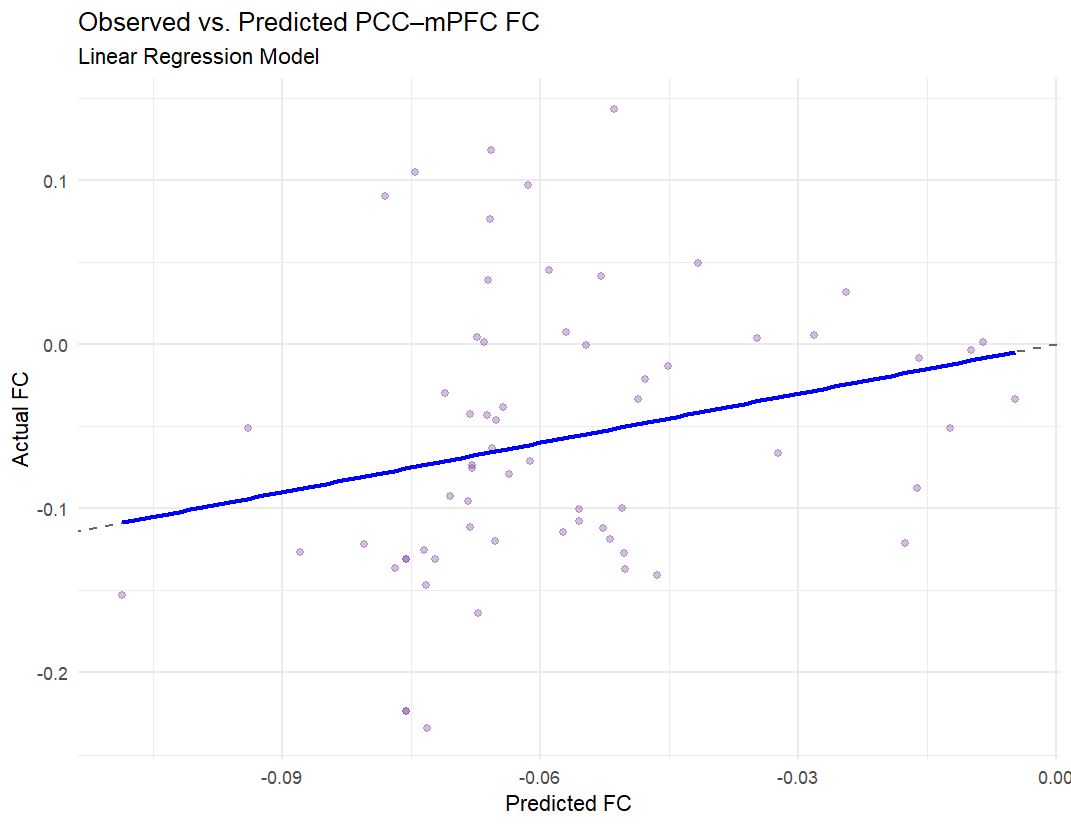 Observed vs. Predicted PCC–mPFC FC
Linear Regression Model
0.1
0.0
-0.1
-0.2
Actual FC
-0.09
-0.06
-0.03
0.00
Predicted FC